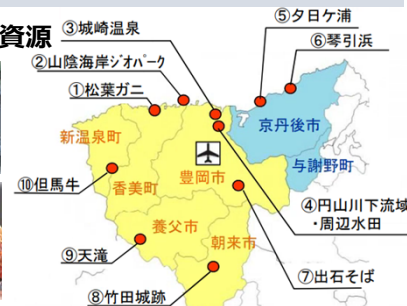 資源
③城崎温泉
⑤夕日ケ浦
⑥琴引浜
②山陰海岸ジオパーク
①松葉ガニ
京丹後市
新温泉町
与謝野町
豊岡市
⑩但馬牛
香美町
④円山川下流域
・周辺水田
養父市
朝来市
⑨天滝
⑦出石そば
⑧竹田城跡